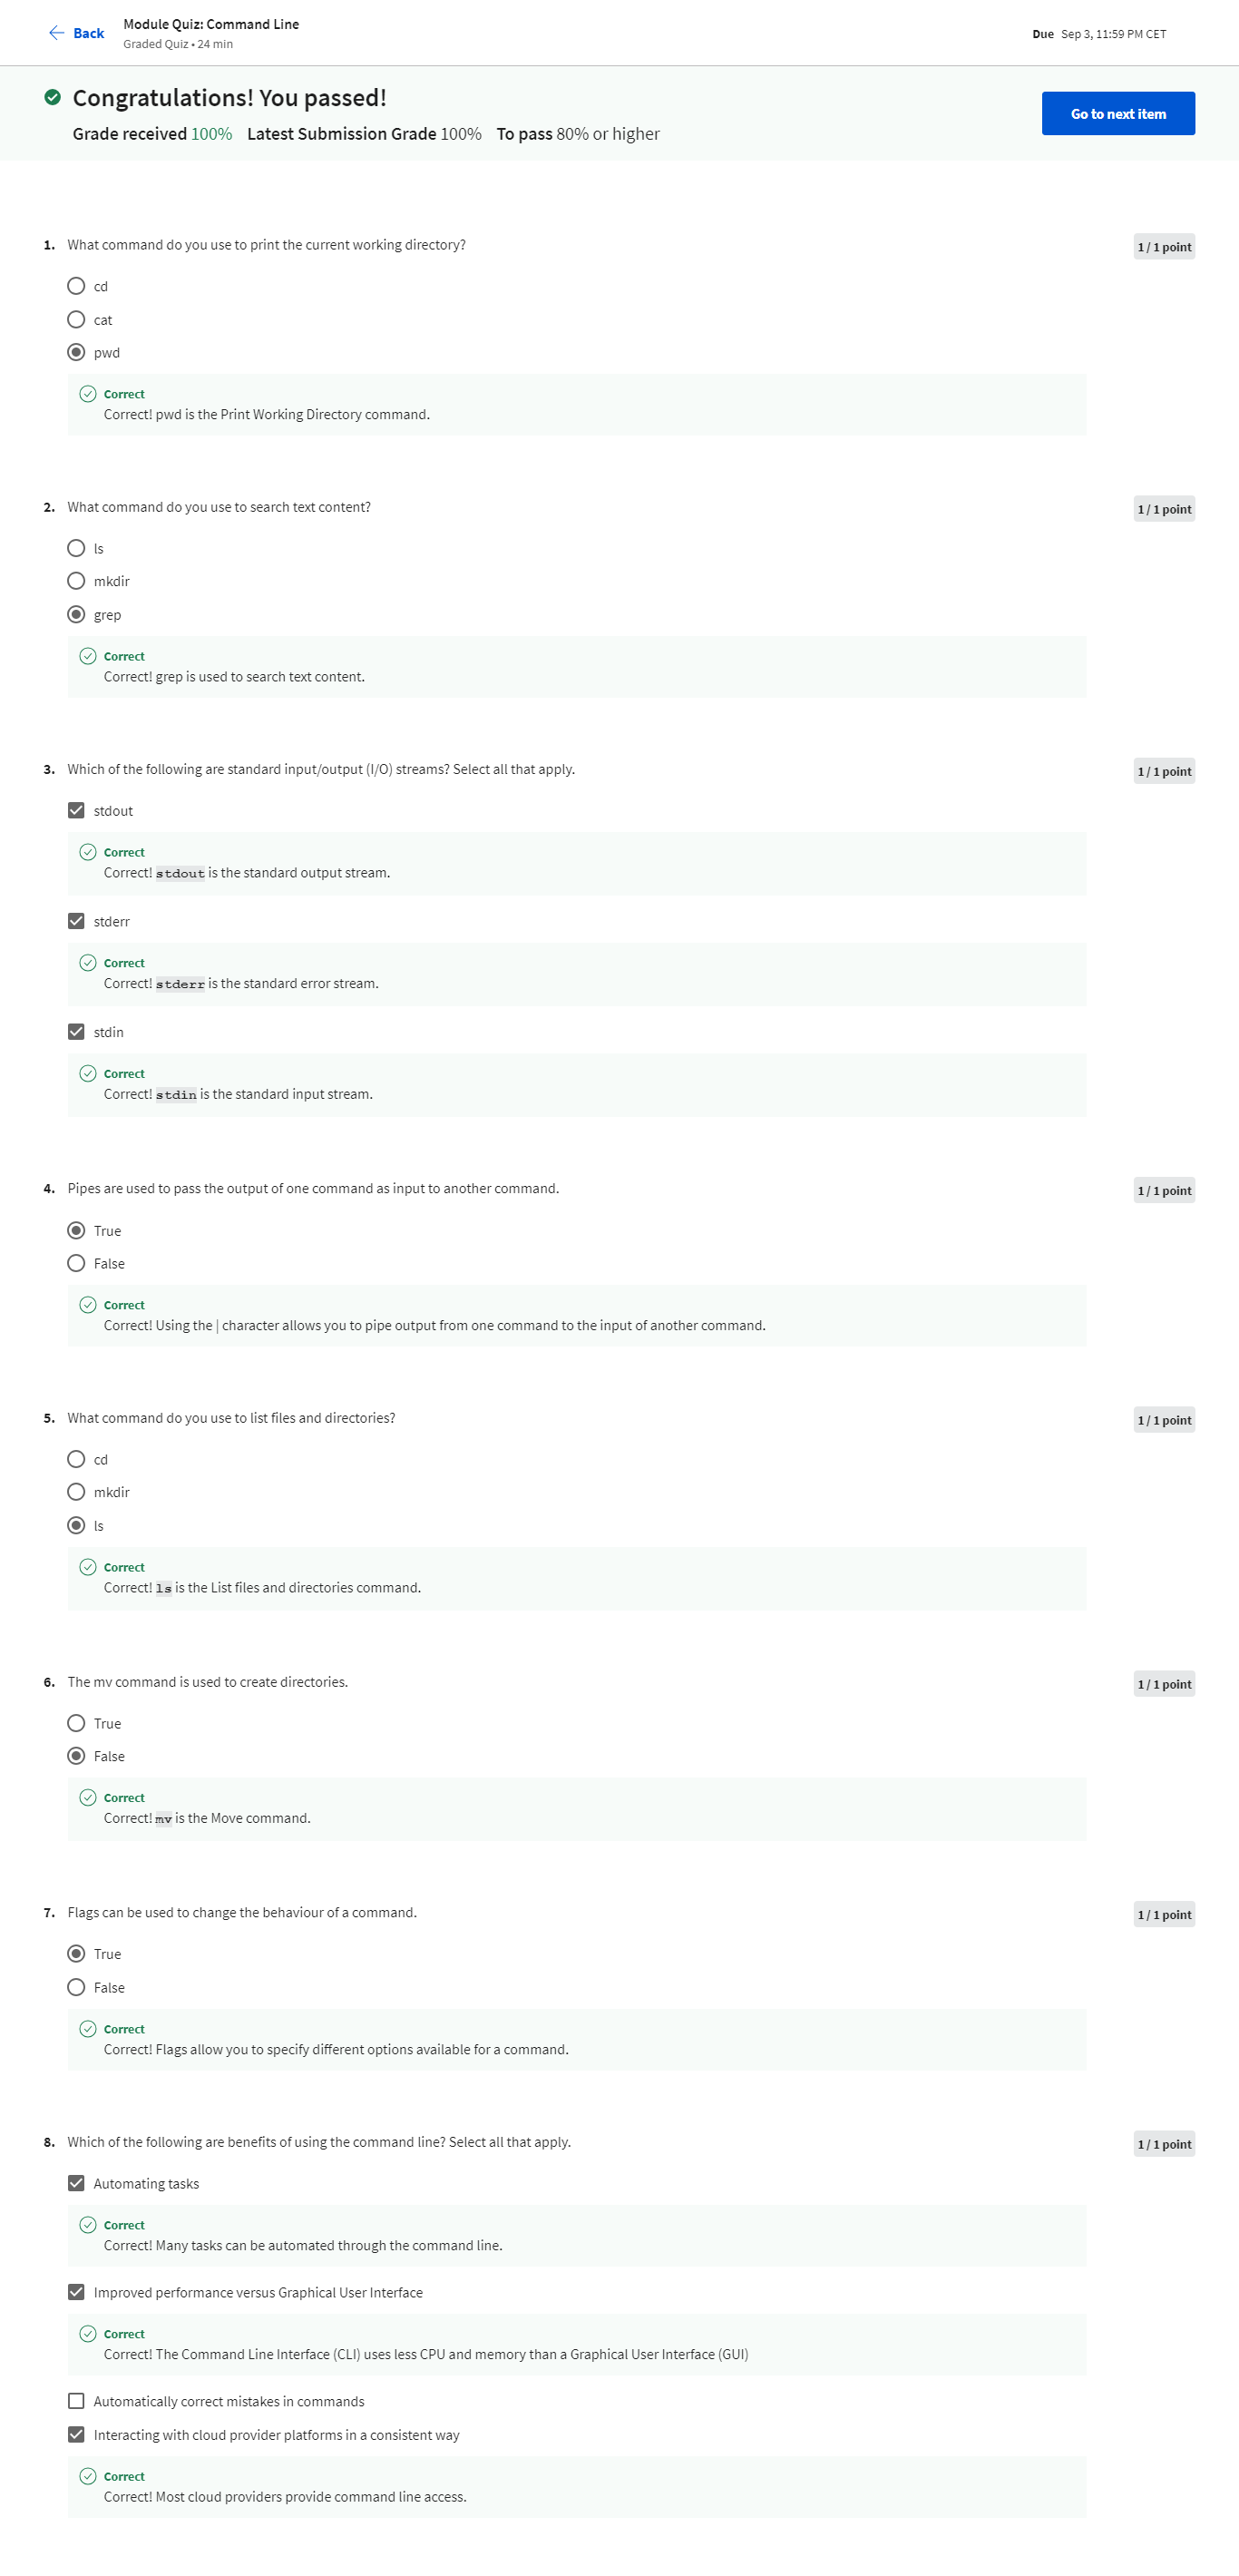 Back
Module Quiz: Command Line
Graded Quiz • 24 min
Due Sep 3, 11:59 PM CET
Congratulations! You passed!
Grade received 100% Latest Submission Grade 100% To pass 80% or higher
Go to next item
1. What command do you use to print the current working directory?
1 / 1 point
cd
cat
pwd
Correct
Correct! pwd is the Print Working Directory command.
2. What command do you use to search text content?
1 / 1 point
ls
mkdir
grep
Correct
Correct! grep is used to search text content.
3. Which of the following are standard input/output (I/O) streams? Select all that apply.
1 / 1 point
stdout
Correct
Correct! stdout is the standard output stream.
stderr
Correct
Correct! stderr is the standard error stream.
stdin
Correct
Correct! stdin is the standard input stream.
4. Pipes are used to pass the output of one command as input to another command.
1 / 1 point
True
False
Correct
Correct! Using the | character allows you to pipe output from one command to the input of another command.
5. What command do you use to list files and directories?
1 / 1 point
cd
mkdir
ls
Correct
Correct! ls is the List files and directories command.
6. The mv command is used to create directories.
1 / 1 point
True
False
Correct
Correct! mv is the Move command.
7. Flags can be used to change the behaviour of a command.
1 / 1 point
True
False
Correct
Correct! Flags allow you to specify different options available for a command.
8. Which of the following are benefits of using the command line? Select all that apply.
1 / 1 point
Automating tasks
Correct
Correct! Many tasks can be automated through the command line.
Improved performance versus Graphical User Interface
Correct
Correct! The Command Line Interface (CLI) uses less CPU and memory than a Graphical User Interface (GUI)
Automatically correct mistakes in commands
Interacting with cloud provider platforms in a consistent way
Correct
Correct! Most cloud providers provide command line access.